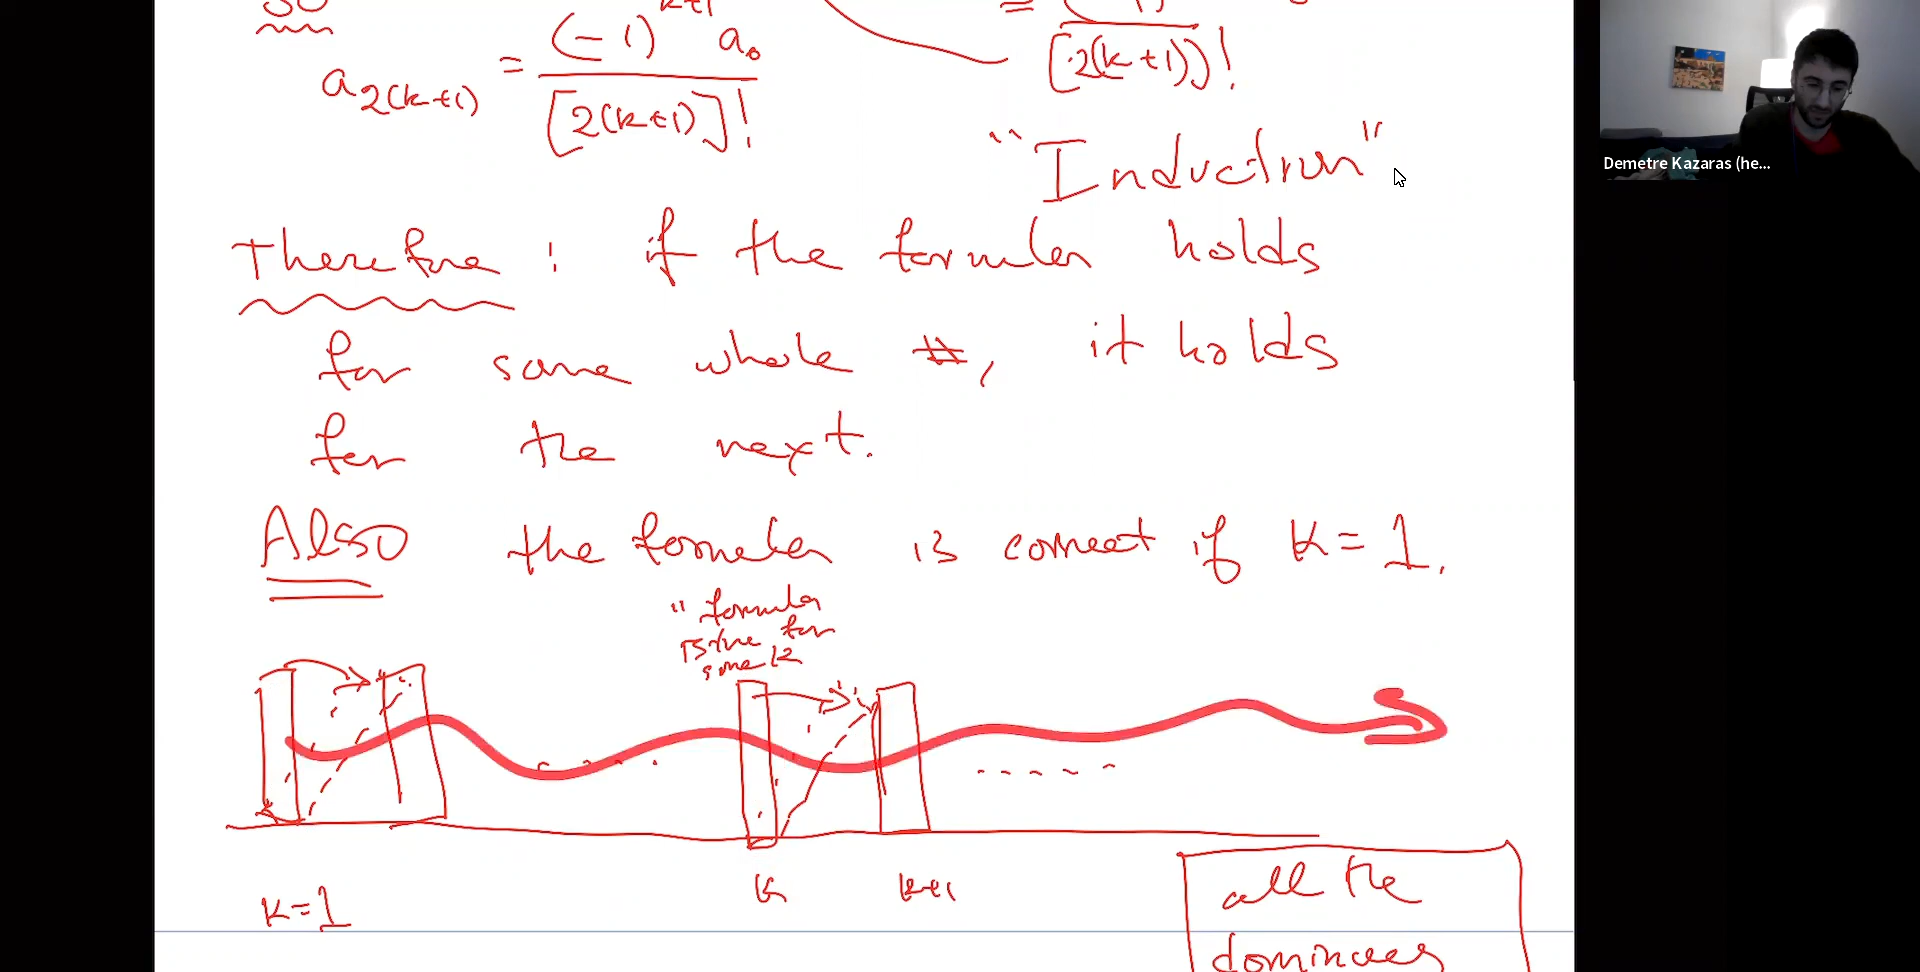 So
a_2(k+1) = (-1)^k+1 a_0 / [2(k+1)]!
= / [2(k+1)]!
"Induction"
Therefore: if the formula holds
for some whole #, it holds
for the next.
Also the formula is correct if K=1.
"formula
is true for
some k
k=1
k
k+1
all the
dominoes
Demetre Kazaras (he...